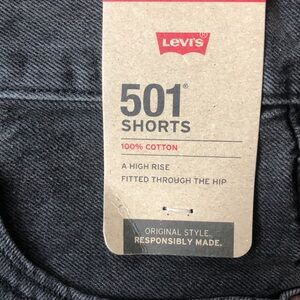 Levi's®
501®
SHORTS
100% COTTON
A HIGH RISE
FITTED THROUGH THE HIP
ORIGINAL STYLE.
RESPONSIBLY MADE.